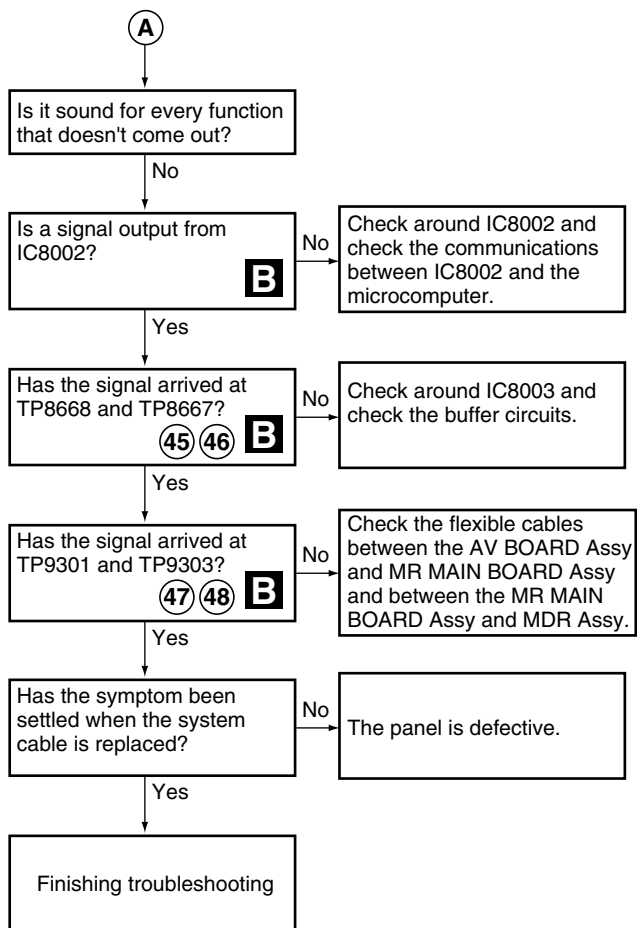 A
Is it sound for every function
that doesn't come out?
No
Is a signal output from
IC8002?
B
No
Check around IC8002 and
check the communications
between IC8002 and the
microcomputer.
Yes
Has the signal arrived at
TP8668 and TP8667?
45 46 B
No
Check around IC8003 and
check the buffer circuits.
Yes
Has the signal arrived at
TP9301 and TP9303?
47 48 B
No
Check the flexible cables
between the AV BOARD Assy
and MR MAIN BOARD Assy
and between the MR MAIN
BOARD Assy and MDR Assy.
Yes
Has the symptom been
settled when the system
cable is replaced?
No
The panel is defective.
Yes
Finishing troubleshooting